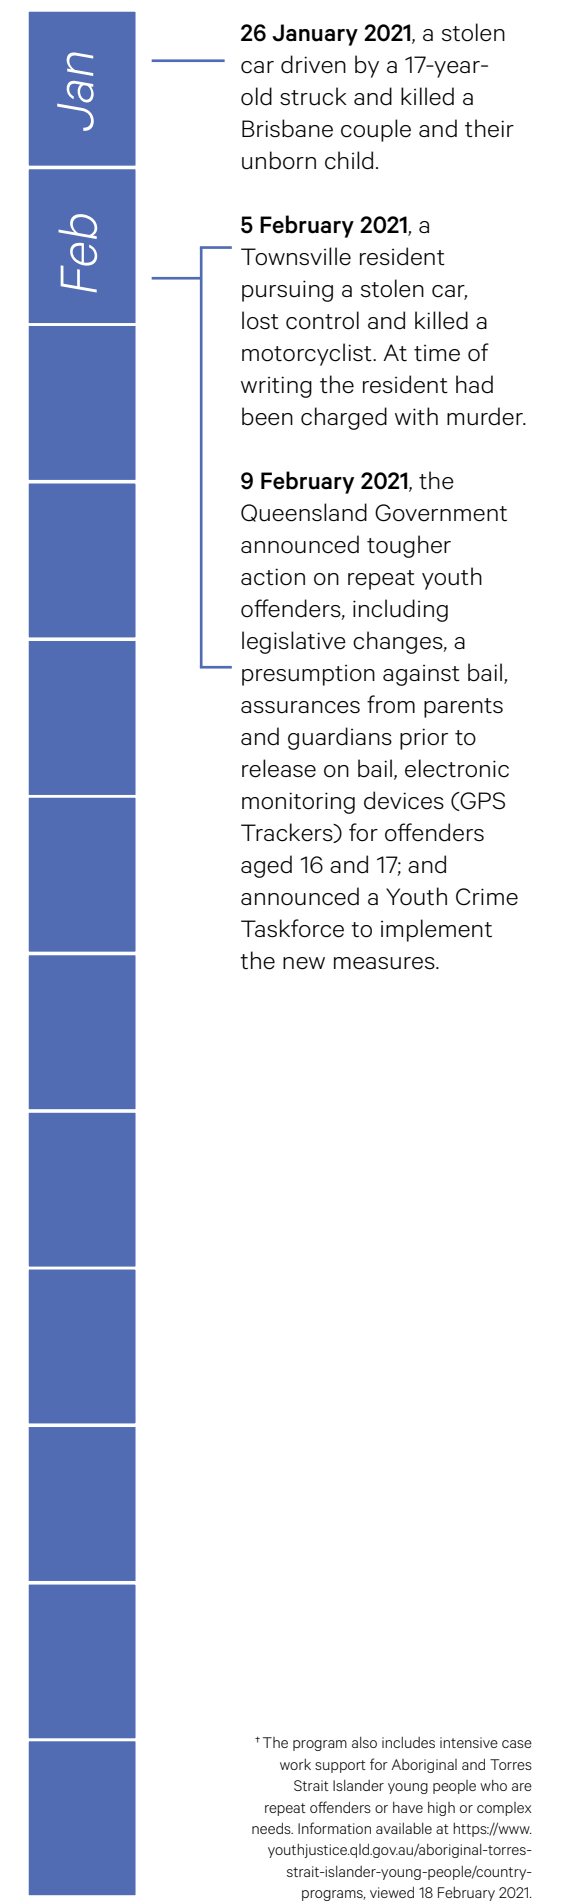 Jan
26 January 2021, a stolen
car driven by a 17-year-
old struck and killed a
Brisbane couple and their
unborn child.
Feb
5 February 2021, a
Townsville resident
pursuing a stolen car,
lost control and killed a
motorcyclist. At time of
writing the resident had
been charged with murder.
9 February 2021, the
Queensland Government
announced tougher
action on repeat youth
offenders, including
legislative changes, a
presumption against bail,
assurances from parents
and guardians prior to
release on bail, electronic
monitoring devices (GPS
Trackers) for offenders
aged 16 and 17; and
announced a Youth Crime
Taskforce to implement
the new measures.
† The program also includes intensive case
work support for Aboriginal and Torres
Strait Islander young people who are
repeat offenders or have high or complex
needs. Information available at https://www.
youthjustice.qld.gov.au/aboriginal-torres-
strait-islander-young-people/country-
programs, viewed 18 February 2021.